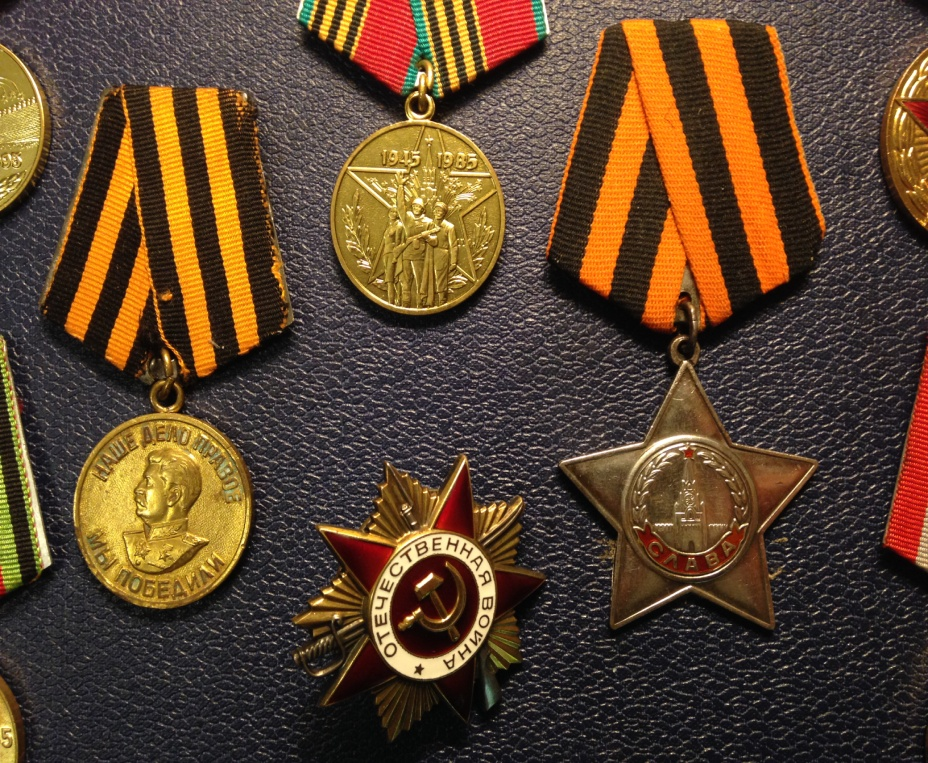 1945 1985
НАШЕ ДЕЛО ПРАВОЕ
МЫ ПОБЕДИЛИ
ОТЕЧЕСТВЕННАЯ ВОЙНА
СЛАВА